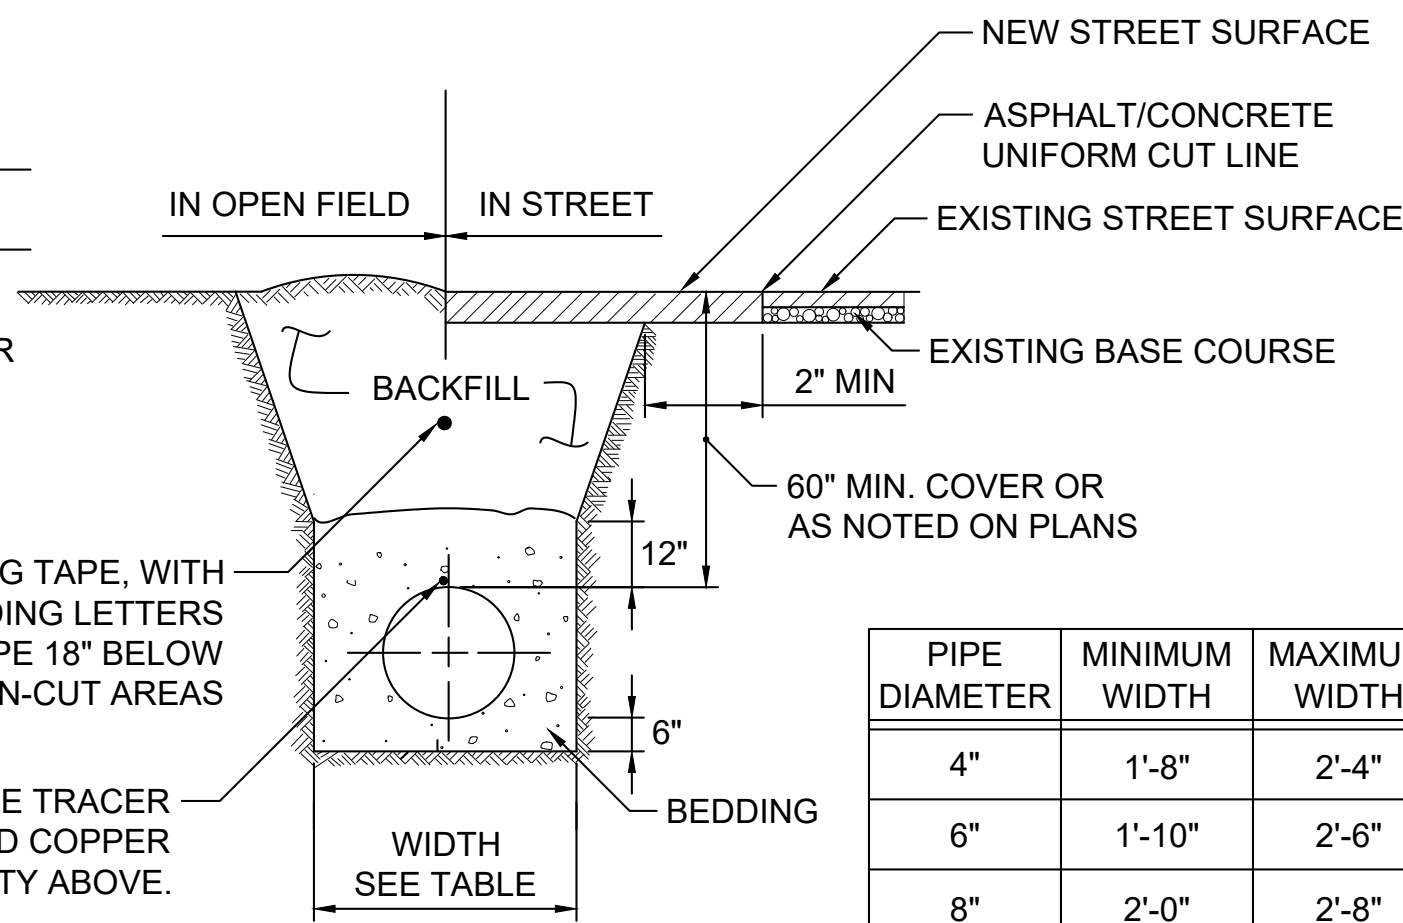 NEW STREET SURFACE
ASPHALT/CONCRETE
UNIFORM CUT LINE
IN OPEN FIELD
IN STREET
EXISTING STREET SURFACE
R
EXISTING BASE COURSE
BACKFILL
2" MIN
60" MIN. COVER OR
AS NOTED ON PLANS
12"
G TAPE, WITH
DING LETTERS
PE 18" BELOW
N-CUT AREAS
6"
E TRACER
D COPPER
TY ABOVE.
BEDDING
WIDTH
SEE TABLE
PIPE DIAMETER MINIMUM WIDTH MAXIMU WIDTH
4" 1'-8" 2'-4"
6" 1'-10" 2'-6"
8" 2'-0" 2'-8"